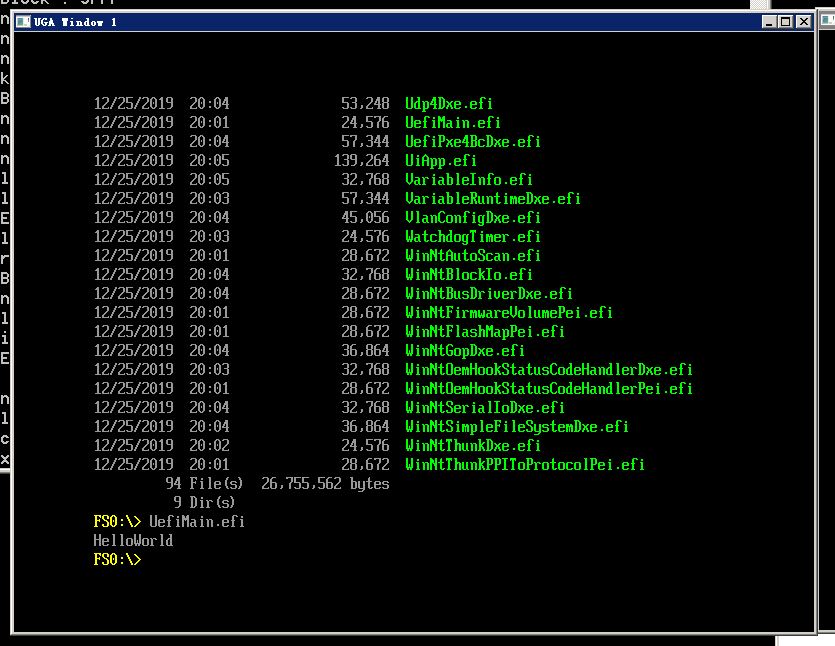 UGA Window 1
12/25/2019 20:04 53,248 Udp4Dxe.efi
12/25/2019 20:01 24,576 UefiMain.efi
12/25/2019 20:04 57,344 UefiPxe4BcDxe.efi
12/25/2019 20:05 139,264 UiApp.efi
12/25/2019 20:05 32,768 VariableInfo.efi
12/25/2019 20:03 57,344 VariableRuntimeDxe.efi
12/25/2019 20:04 45,056 VlanConfigDxe.efi
12/25/2019 20:03 24,576 WatchdogTimer.efi
12/25/2019 20:01 28,672 WinNtAutoScan.efi
12/25/2019 20:04 32,768 WinNtBlockIo.efi
12/25/2019 20:04 28,672 WinNtBusDriverDxe.efi
12/25/2019 20:01 28,672 WinNtFirmwareVolumePei.efi
12/25/2019 20:01 28,672 WinNtFlashMapPei.efi
12/25/2019 20:04 36,864 WinNtGopDxe.efi
12/25/2019 20:03 32,768 WinNtOemHookStatusCodeHandlerDxe.efi
12/25/2019 20:01 28,672 WinNtOemHookStatusCodeHandlerPei.efi
12/25/2019 20:04 32,768 WinNtSerialIoDxe.efi
12/25/2019 20:04 36,864 WinNtSimpleFileSystemDxe.efi
12/25/2019 20:02 24,576 WinNtThunkDxe.efi
12/25/2019 20:01 28,672 WinNtThunkPPIToProtocolPei.efi
94 File(s) 26,755,562 bytes
9 Dir(s)
FS0:\> UefiMain.efi
HelloWorld
FS0:\>